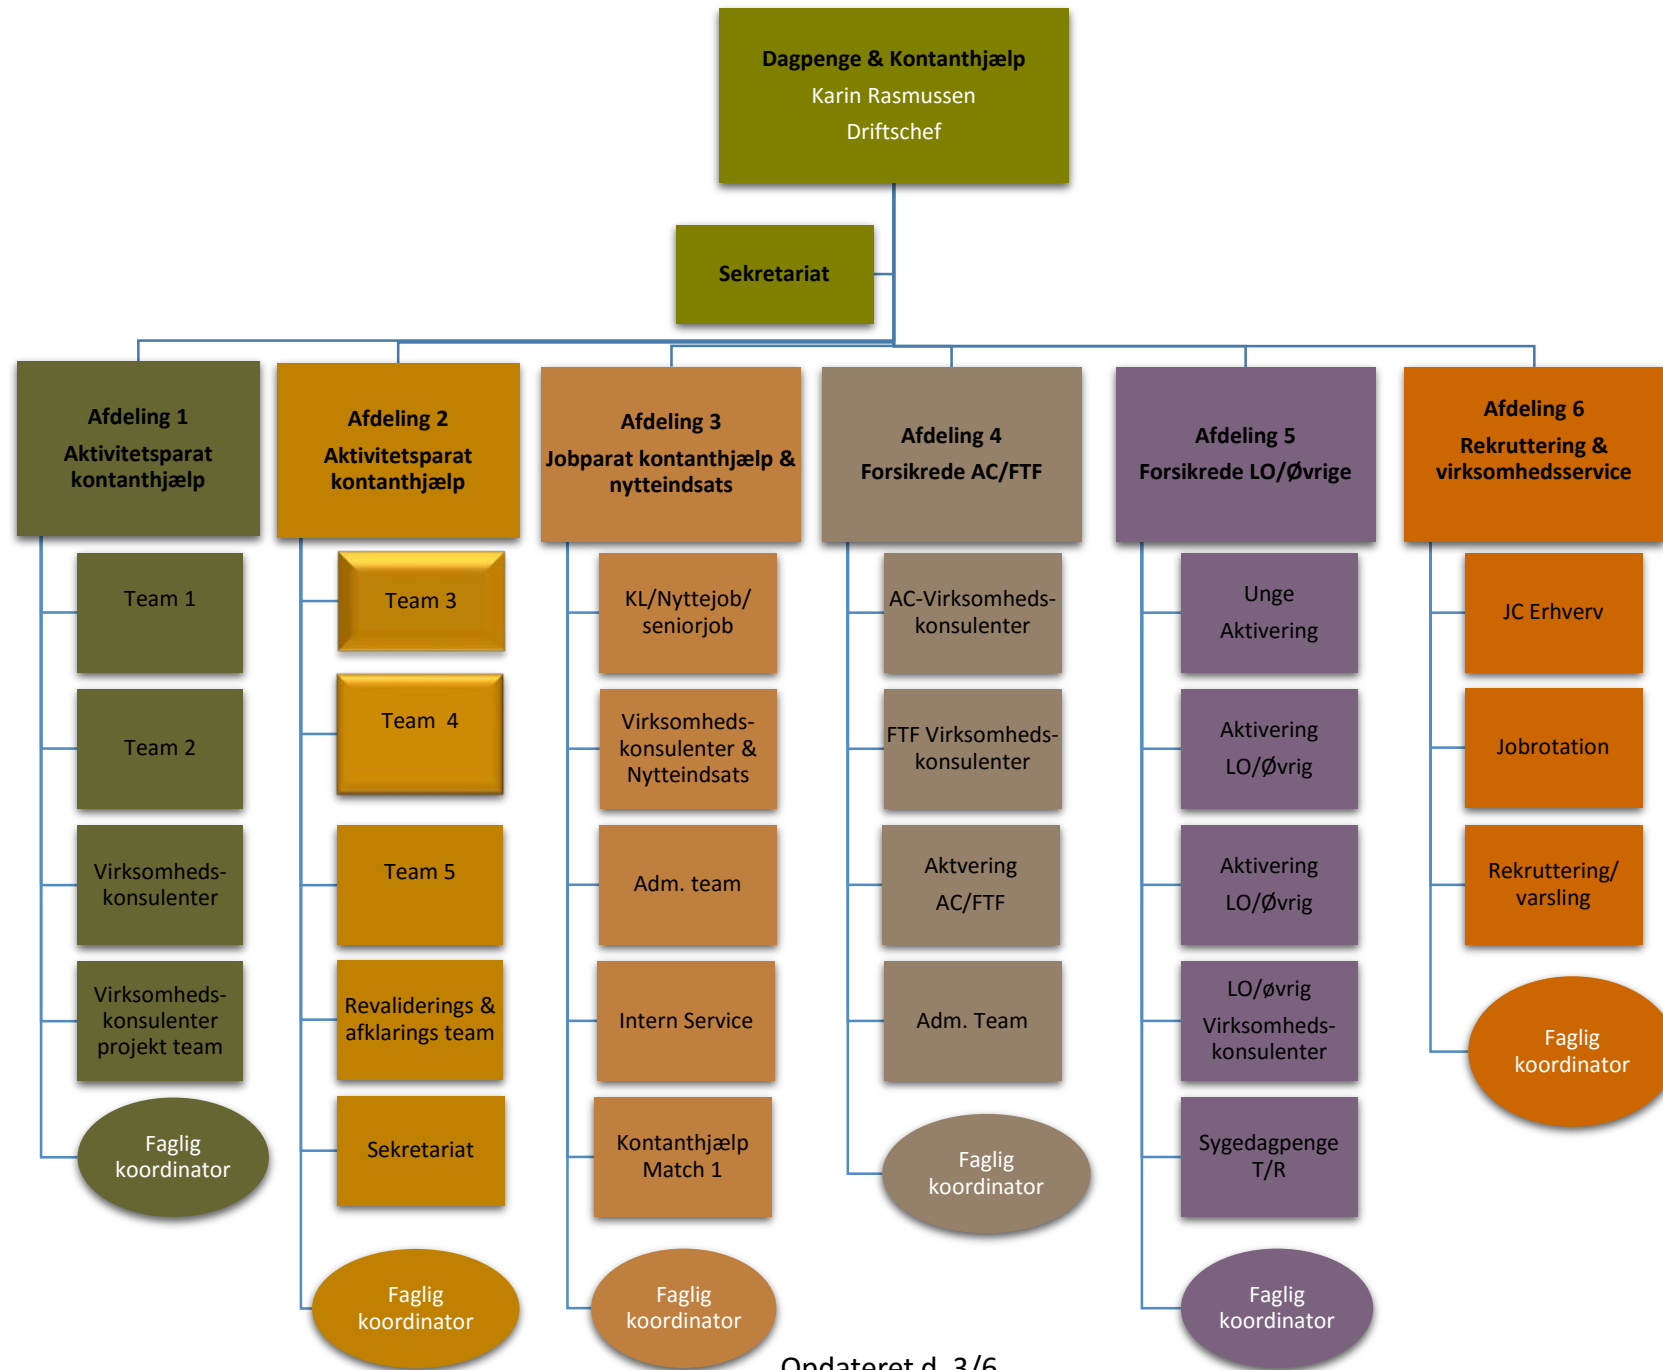 Dagpenge & Kontanthjælp
Karin Rasmussen
Driftschef
Sekretariat
Afdeling 1
Aktivitetsparat
kontanthjælp
Team 1
Team 2
Virksomheds-
konsulenter
Virksomheds-
konsulenter
projekt team
Faglig
koordinator
Afdeling 2
Aktivitetsparat
kontanthjælp
Team 3
Team 4
Team 5
Revaliderings &
afklarings team
Sekretariat
Faglig
koordinator
Afdeling 3
Jobparat kontanthjælp &
nytteindsats
KL/Nyttejob/
seniorjob
Virksomheds-
konsulenter &
Nytteindsats
Adm. team
Intern Service
Kontanthjælp
Match 1
Faglig
koordinator
Afdeling 4
Forsikrede AC/FTF
AC-Virksomheds-
konsulenter
FTF Virksomheds-
konsulenter
Aktvering
AC/FTF
Adm. Team
Faglig
koordinator
Afdeling 5
Forsikrede LO/Øvrige
Unge
Aktivering
Aktivering
LO/Øvrig
Aktivering
LO/Øvrig
LO/øvrig
Virksomheds-
konsulenter
Sygedagpenge
T/R
Faglig
koordinator
Afdeling 6
Rekruttering &
virksomhedsservice
JC Erhverv
Jobrotation
Rekruttering/
varsling
Faglig
koordinator
Opdateret d. 3/6